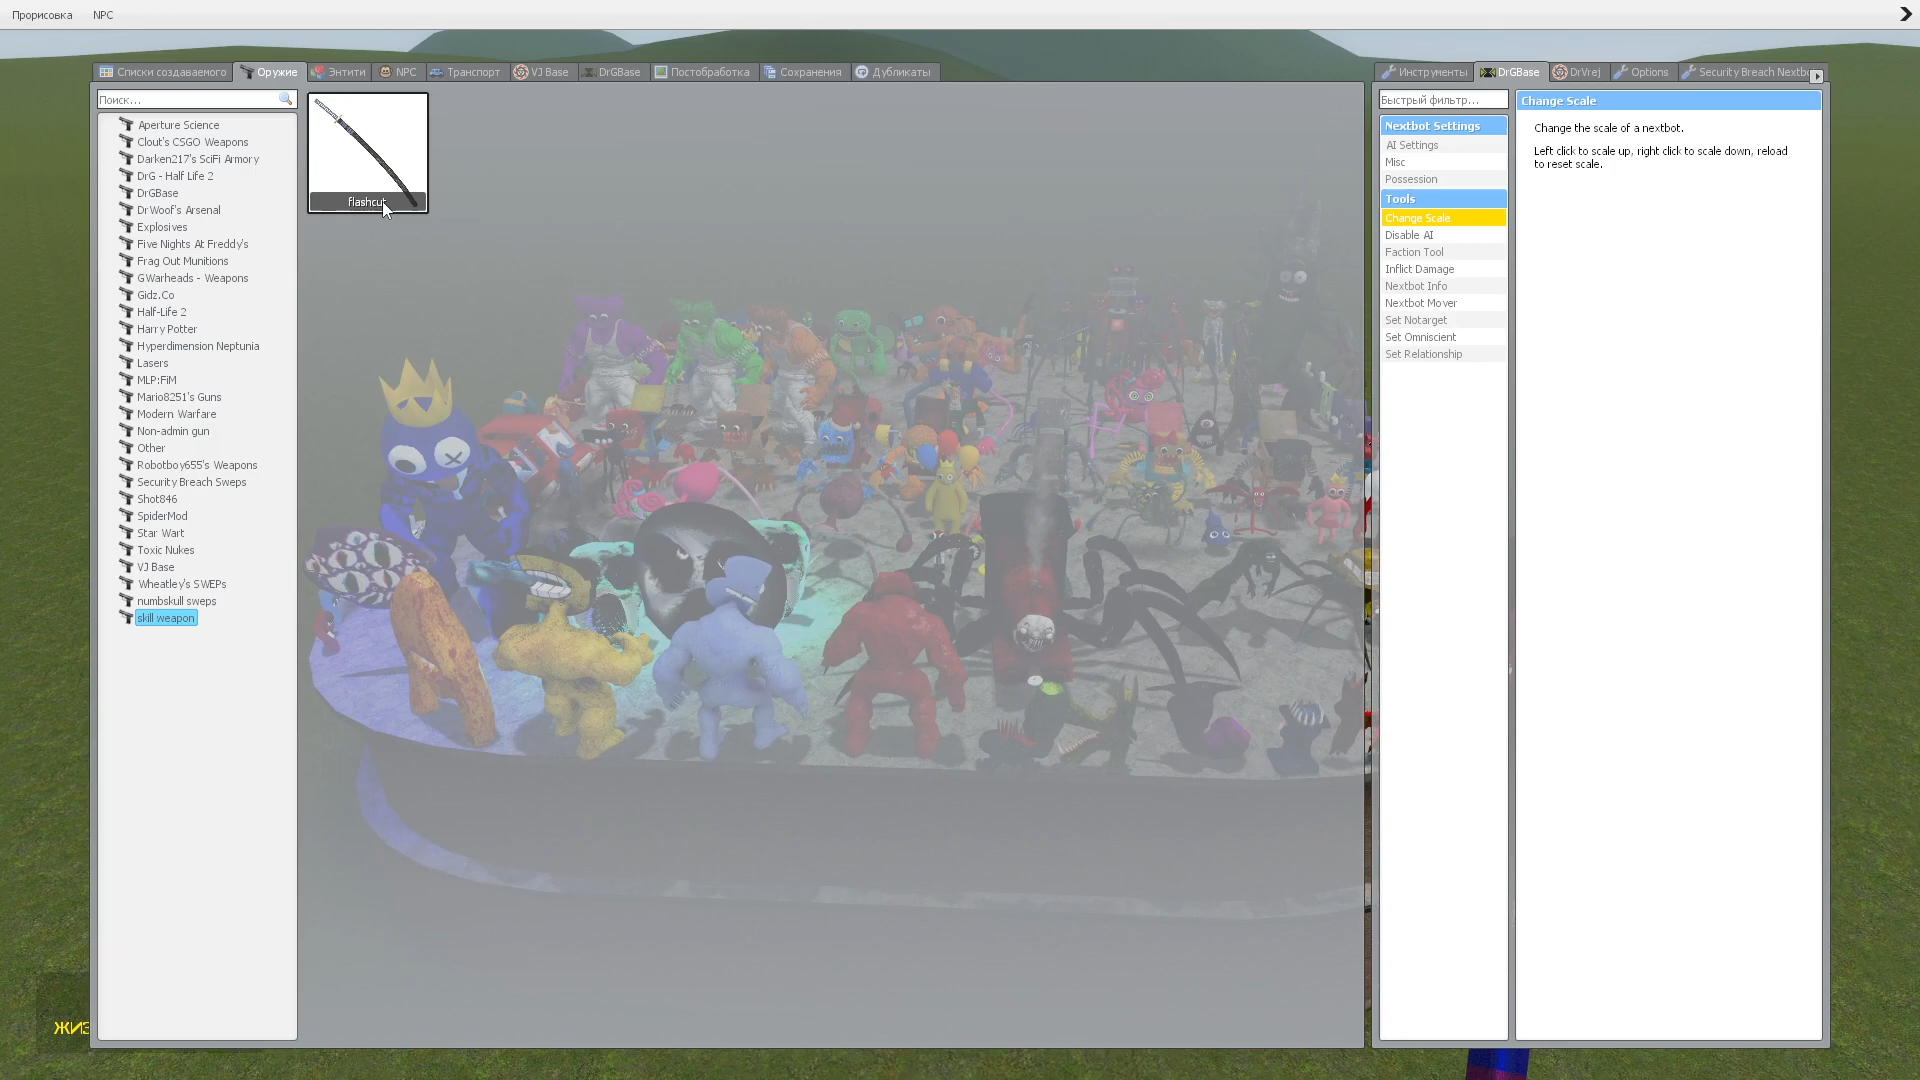 Прорисовка NPC
Списки создаваемого Оружие Энтити NPC Транспорт VJ Base DrGBase Постобработка Сохранения Дубликаты
Инструменты DrGBase DrVrej Options Security Breach Nextbo
Поиск...
flashcut
Aperture Science
Clout's CSGO Weapons
Darken217's SciFi Armory
DrG - Half Life 2
DrGBase
DrWoof's Arsenal
Explosives
Five Nights At Freddy's
Frag Out Munitions
GWarheads - Weapons
Gidz.Co
Half-Life 2
Harry Potter
Hyperdimension Neptunia
Lasers
MLP:FiM
Mario8251's Guns
Modern Warfare
Non-admin gun
Other
Robotboy655's Weapons
Security Breach Sweps
Shot846
SpiderMod
Star Wart
Toxic Nukes
VJ Base
Wheatley's SWEPs
numbskull sweps
skill weapon
Быстрый фильтр...
Nextbot Settings
AI Settings
Misc
Possession
Tools
Change Scale
Disable AI
Faction Tool
Inflict Damage
Nextbot Info
Nextbot Mover
Set Notarget
Set Omniscient
Set Relationship
Change Scale
Change the scale of a nextbot.
Left click to scale up, right click to scale down, reload
to reset scale.
ЖИЗ